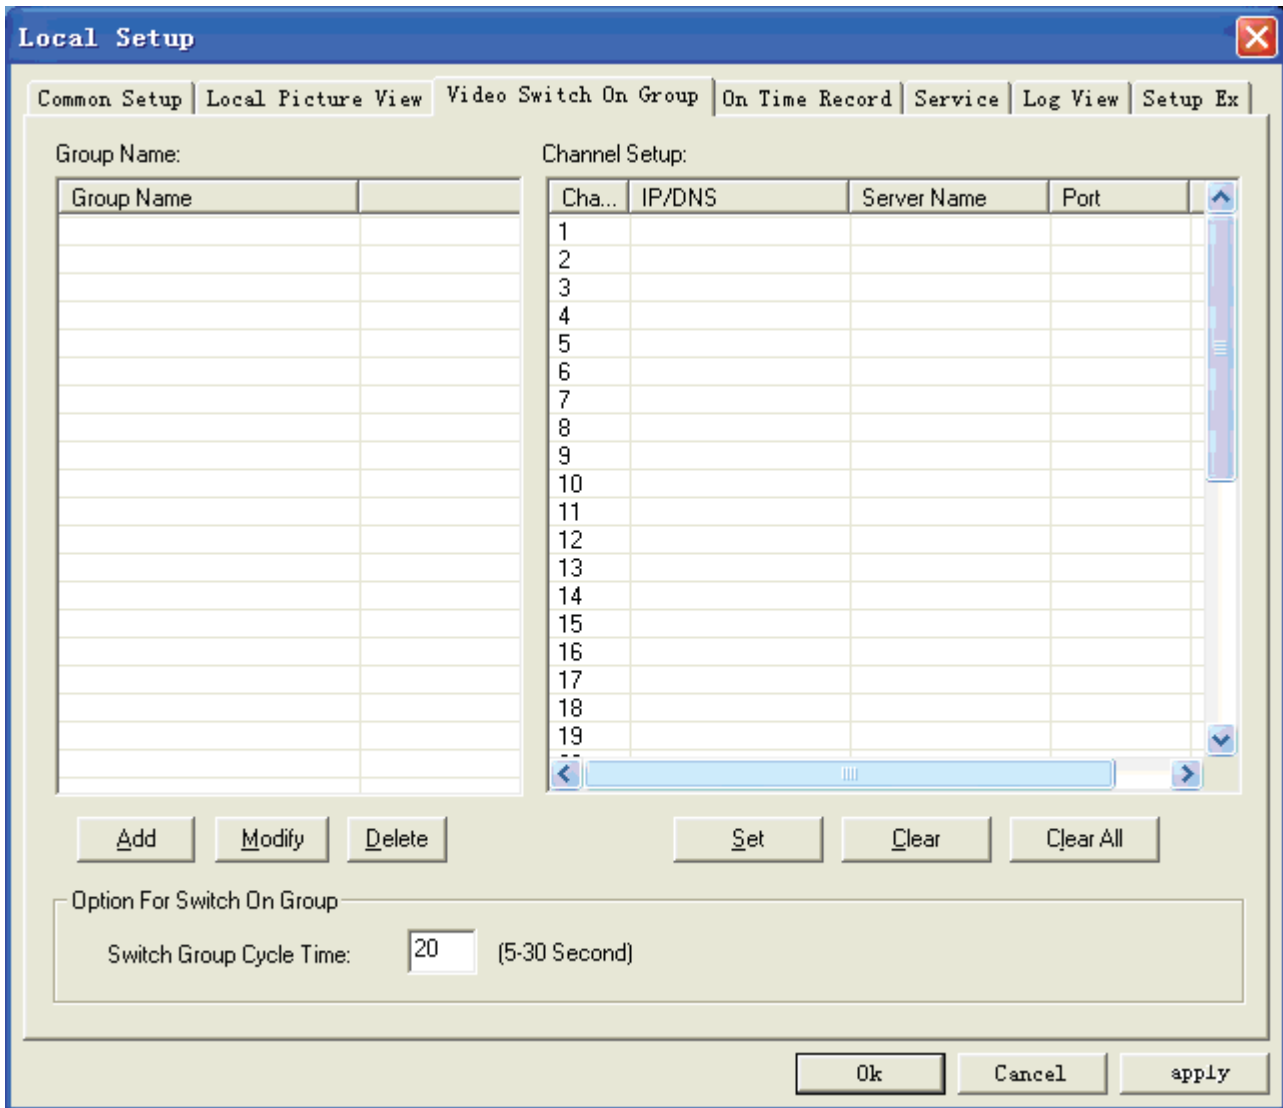 Local Setup
Common Setup Local Picture View Video Switch On Group On Time Record Service Log View Setup Ex
Group Name: Channel Setup:
Group Name Cha... IP/DNS Server Name Port
1
2
3
4
5
6
7
8
9
10
11
12
13
14
15
16
17
18
19
Add Modify Delete Set Clear Clear All
Option For Switch On Group
Switch Group Cycle Time: 20 (5-30 Second)
Ok Cancel apply